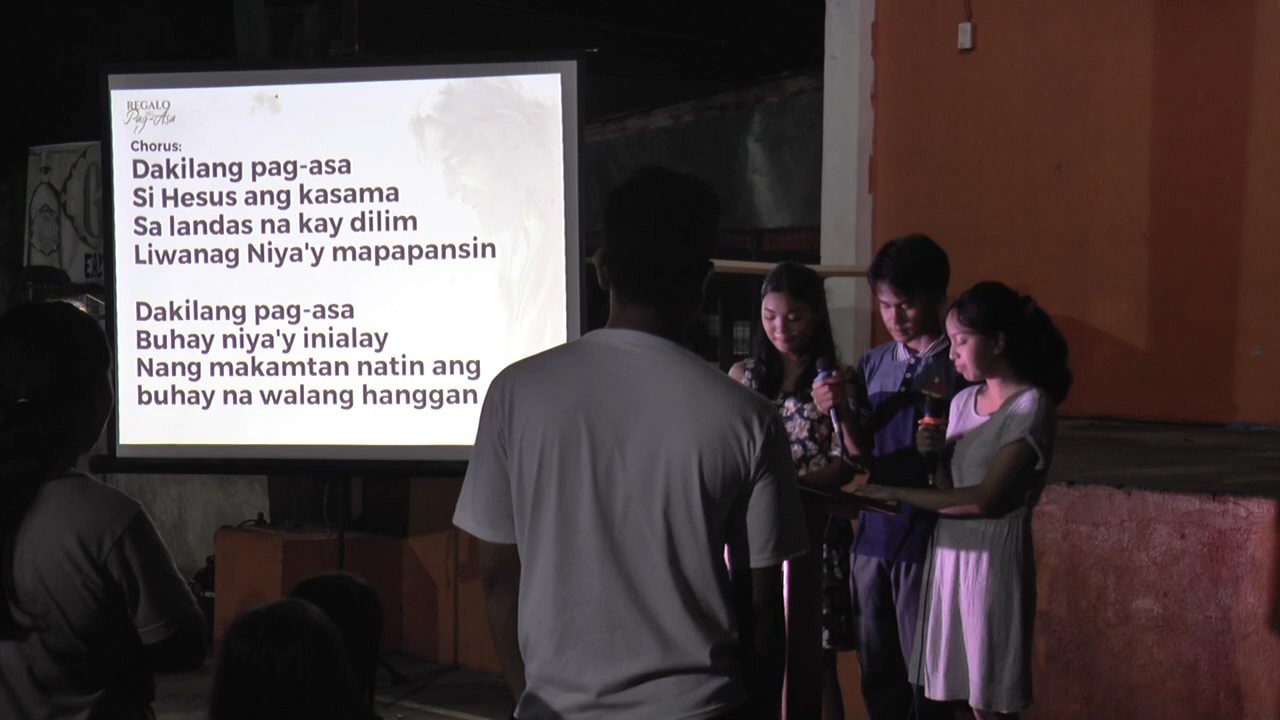 REGALO
Pag-Asa
Chorus:
Dakilang pag-asa
Si Hesus ang kasama
Sa landas na kay dilim
Liwanag Niya'y mapapansin
Dakilang pag-asa
Buhay niya'y inialay
Nang makamtan natin ang
buhay na walang hanggan